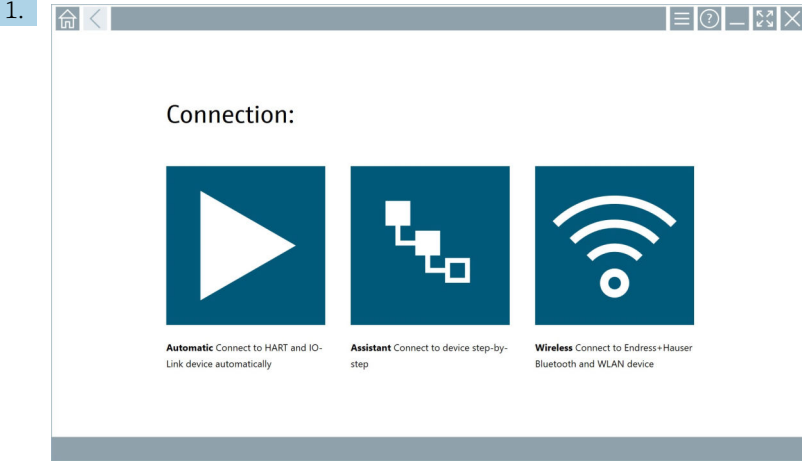 1.
?
Connection:
Automatic Connect to HART and IO-
Link device automatically
Assistant Connect to device step-by-
step
Wireless Connect to Endress+Hauser
Bluetooth and WLAN device